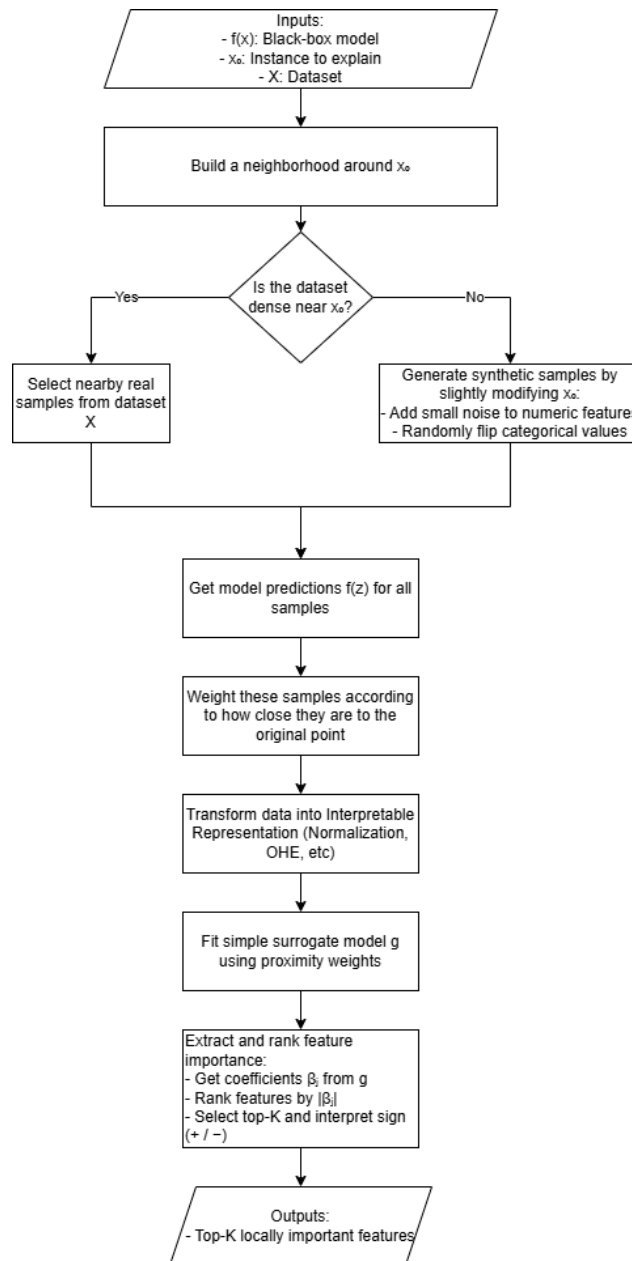 Inputs:
- f(x): Black-box model
- x₀: Instance to explain
- X: Dataset
Build a neighborhood around x₀
Is the dataset
dense near x₀?
Yes
No
Select nearby real
samples from dataset
X
Generate synthetic samples by
slightly modifying x₀:
- Add small noise to numeric features
- Randomly flip categorical values
Get model predictions f(z) for all
samples
Weight these samples according
to how close they are to the
original point
Transform data into Interpretable
Representation (Normalization,
OHE, etc)
Fit simple surrogate model g
using proximity weights
Extract and rank feature
importance:
- Get coefficients βⱼ from g
- Rank features by |βⱼ|
- Select top-K and interpret sign
(+ / −)
Outputs:
- Top-K locally important features